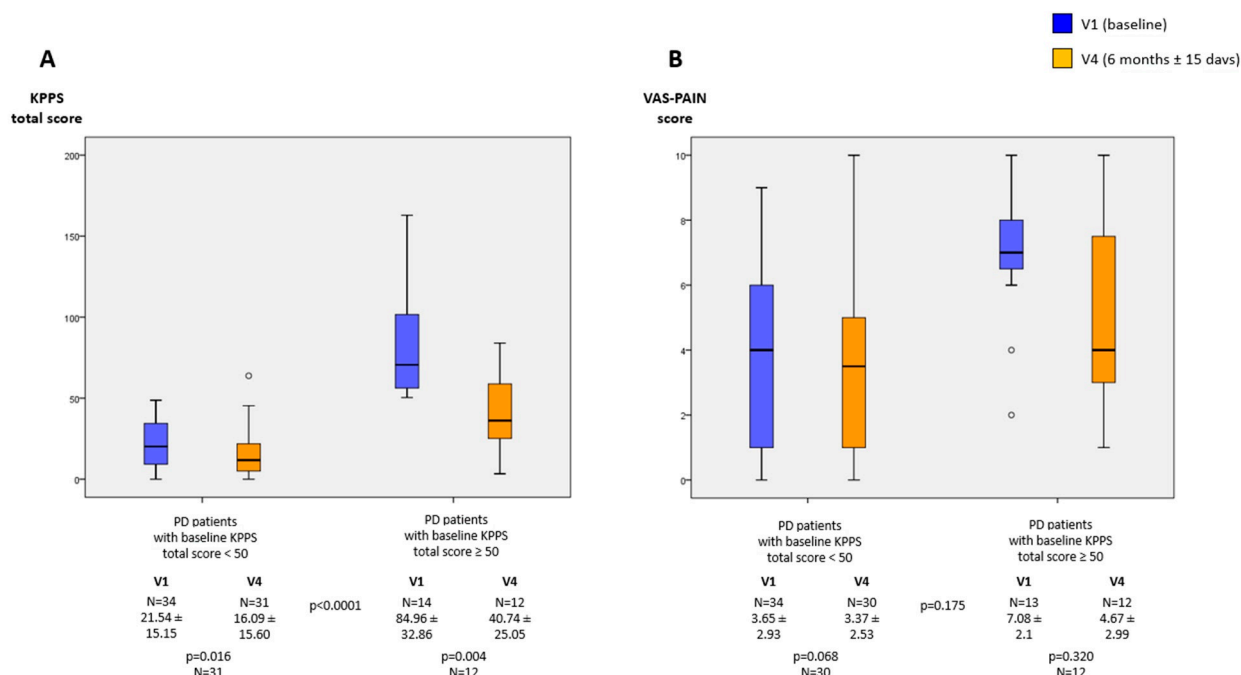 V1 (baseline)
V4 (6 months ± 15 davs)
A
KPPS
total score
200
150
100
50
0
PD patients
with baseline KPPS
total score < 50
PD patients
with baseline KPPS
total score ≥ 50
V1 V4 V1 V4
N=34 N=31 p<0.0001 N=14 N=12
21.54 ± 16.09 ± 84.96 ± 40.74 ±
15.15 15.60 32.86 25.05
p=0.016 p=0.004
N=31 N=12
B
VAS-PAIN
score
10
8
6
4
2
0
PD patients
with baseline KPPS
total score < 50
PD patients
with baseline KPPS
total score ≥ 50
V1 V4 V1 V4
N=34 N=30 p=0.175 N=13 N=12
3.65 ± 3.37 ± 7.08 ± 4.67 ±
2.93 2.53 2.1 2.99
p=0.068 p=0.320
N=30 N=12